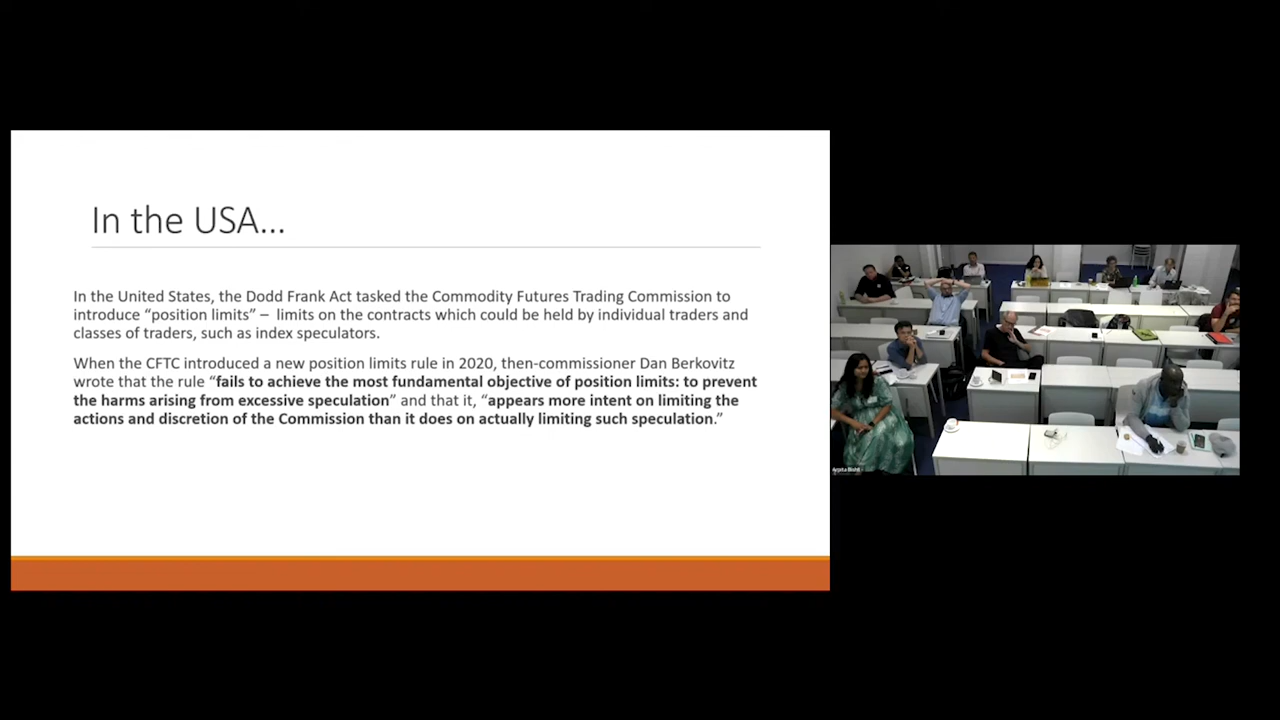 In the USA...
In the United States, the Dodd Frank Act tasked the Commodity Futures Trading Commission to
introduce “position limits” – limits on the contracts which could be held by individual traders and
classes of traders, such as index speculators.
When the CFTC introduced a new position limits rule in 2020, then-commissioner Dan Berkovitz
wrote that the rule “fails to achieve the most fundamental objective of position limits: to prevent
the harms arising from excessive speculation” and that it, “appears more intent on limiting the
actions and discretion of the Commission than it does on actually limiting such speculation.”
Arpita Bisht